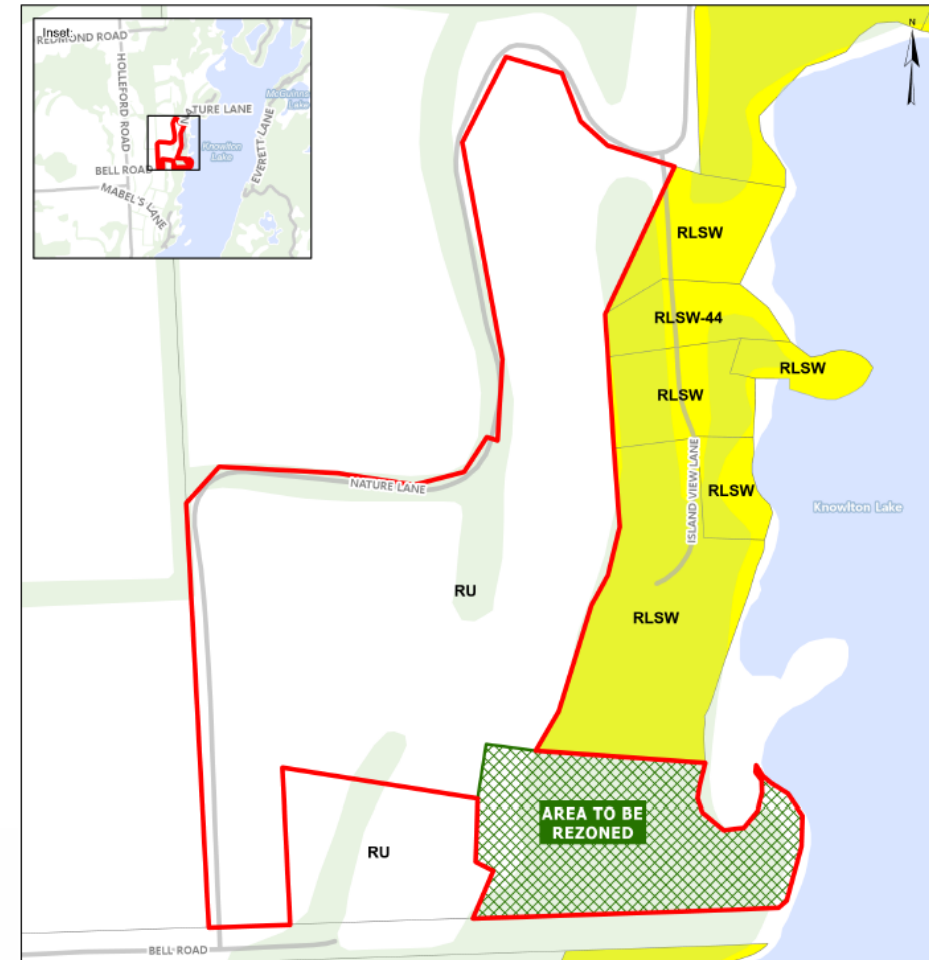 Inset:
REDMOND ROAD
HOLLEFORD ROAD
NATURE LANE
McGuinns
Lake
Knowlton
Lake
EVERETT LANE
BELL ROAD
MABEL'S LANE
N
RLSW
RLSW-44
RLSW
RLSW
RLSW
ISLAND VIEW LANE
Knowlton Lake
NATURE LANE
RU
RLSW
AREA TO BE
REZONED
RU
BELL ROAD